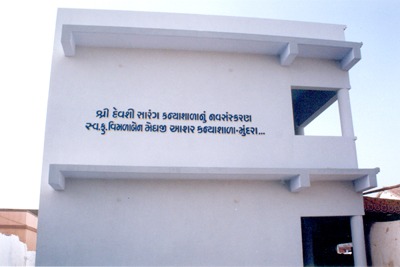 શ્રી દેવશી સારંગ કન્યાશાળાનું નવસંસ્કરણ
સ્વ.કુ.વિમળાબેન મેઘજી આશર કન્યાશાળા-મુંદરા...